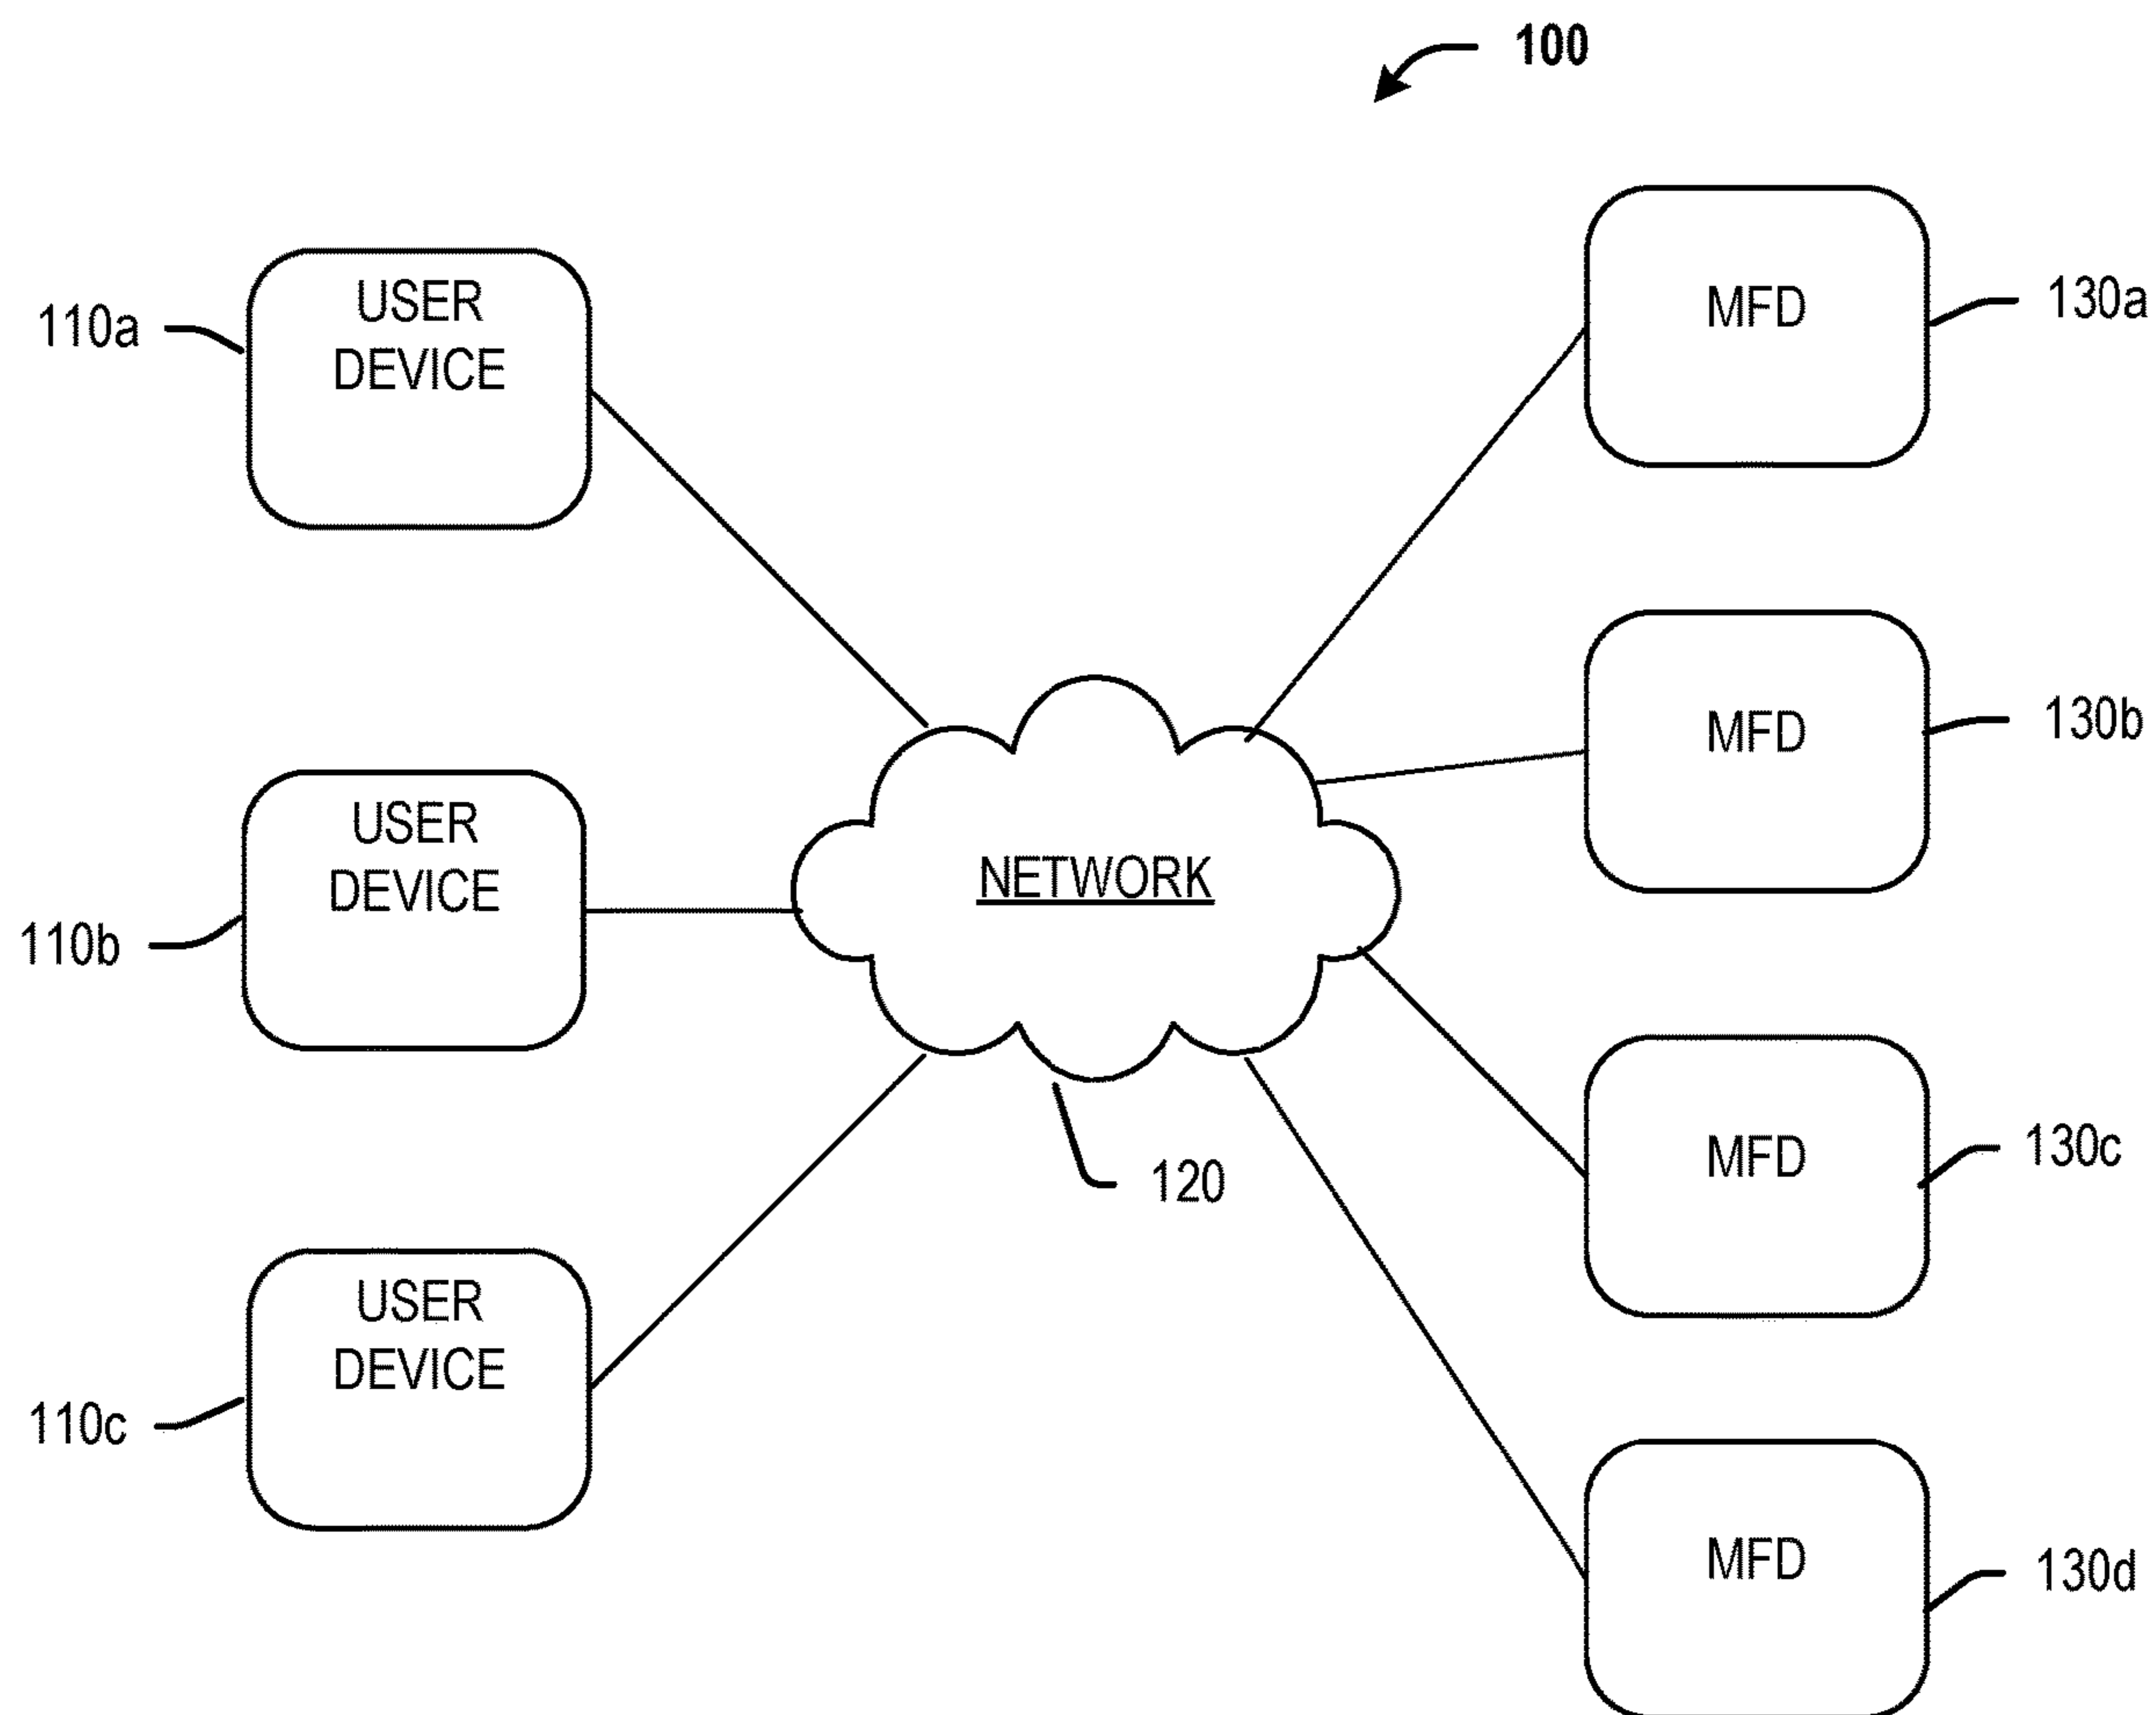 100
USER
DEVICE
110a
MFD
130a
MFD
130b
USER
DEVICE
110b
NETWORK
MFD
130c
120
USER
DEVICE
110c
MFD
130d